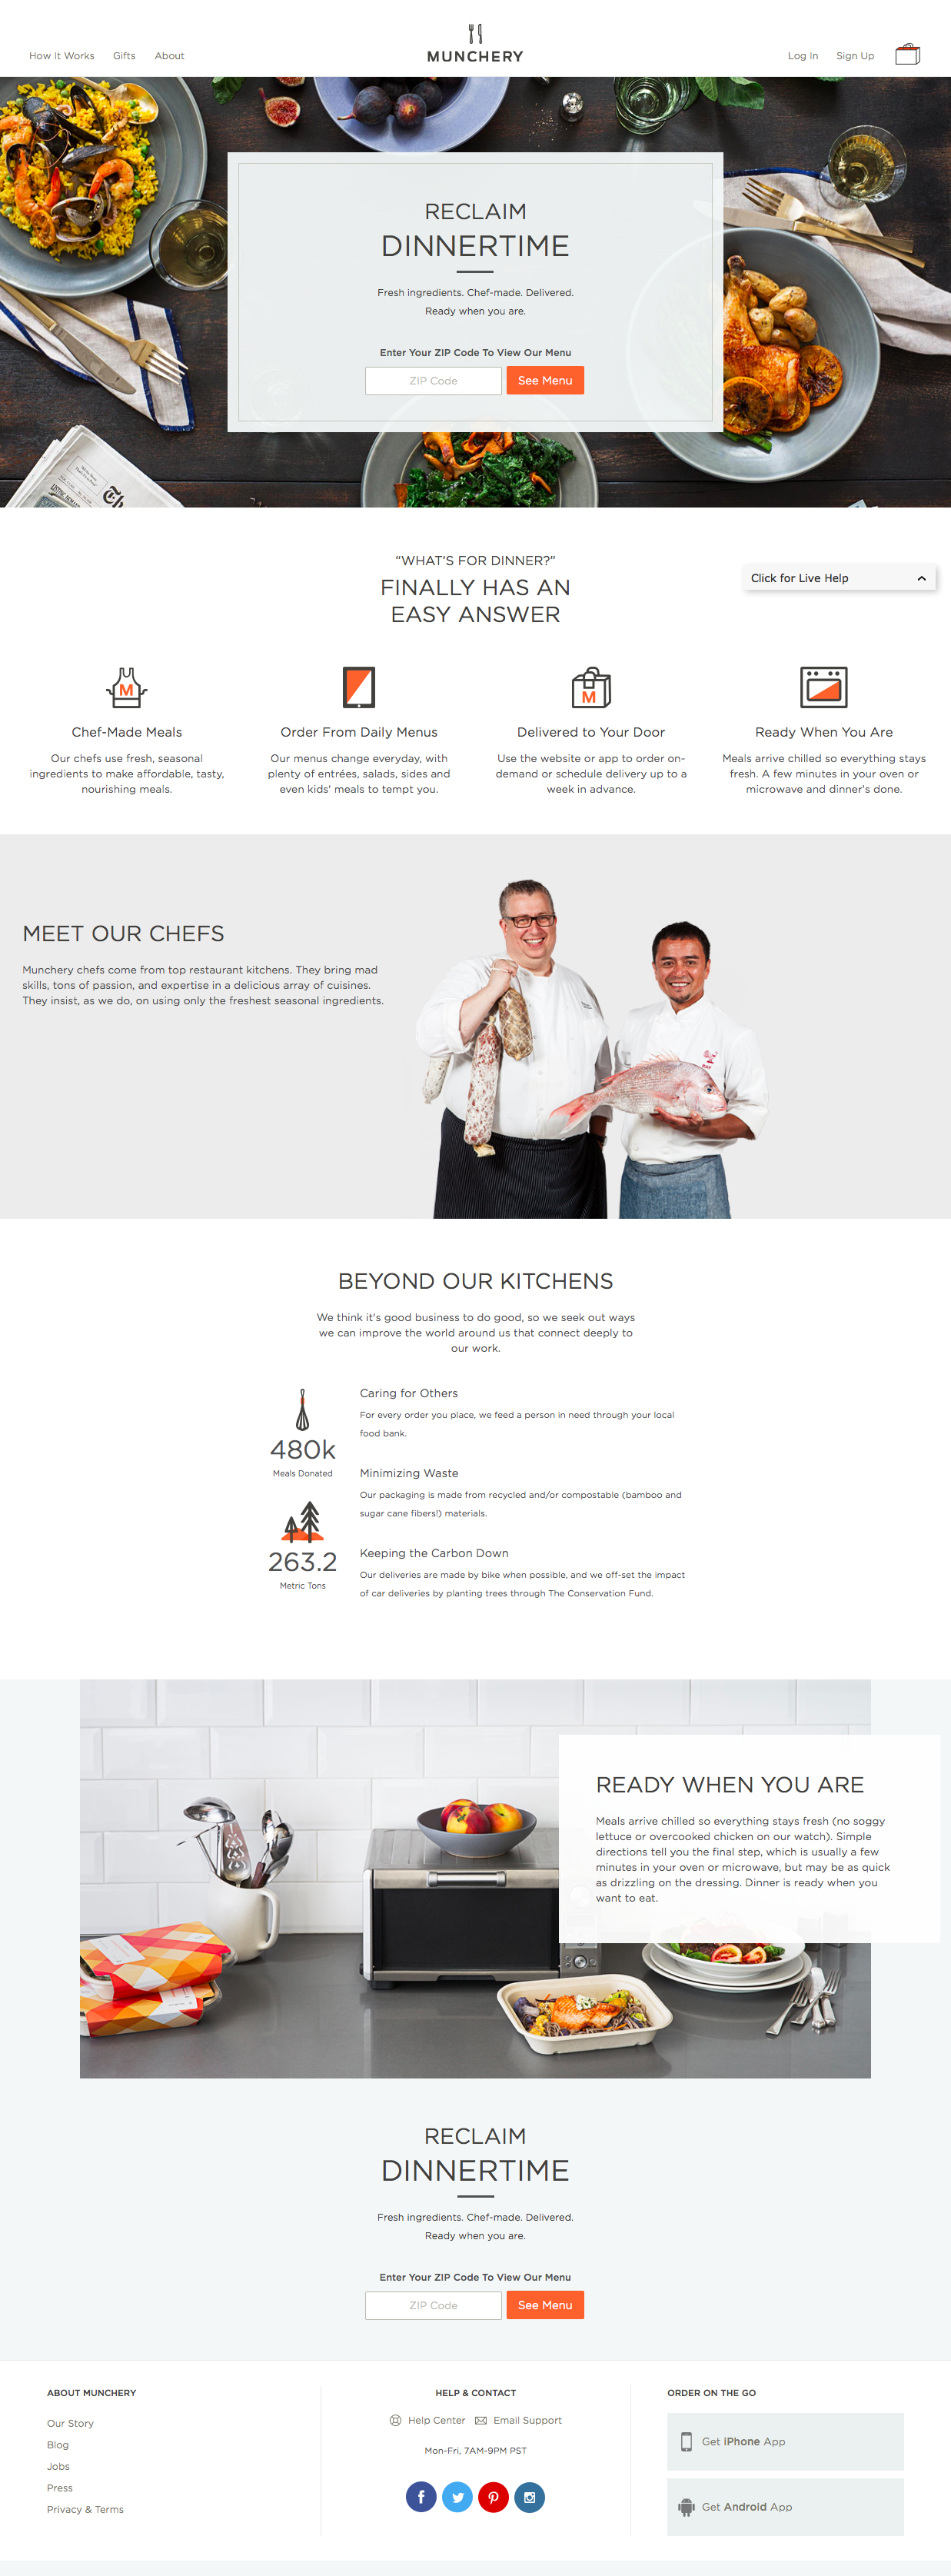 How It Works Gifts About
MUNCHERY
Log In Sign Up
RECLAIM
DINNERTIME
Fresh ingredients. Chef-made. Delivered.
Ready when you are.
Enter Your ZIP Code To View Our Menu
ZIP Code See Menu
“WHAT’S FOR DINNER?”
FINALLY HAS AN
EASY ANSWER
Click for Live Help
M
Chef-Made Meals
Our chefs use fresh, seasonal
ingredients to make affordable, tasty,
nourishing meals.
Order From Daily Menus
Our menus change everyday, with
plenty of entrées, salads, sides and
even kids' meals to tempt you.
M
Delivered to Your Door
Use the website or app to order on-
demand or schedule delivery up to a
week in advance.
Ready When You Are
Meals arrive chilled so everything stays
fresh. A few minutes in your oven or
microwave and dinner's done.
MEET OUR CHEFS
Munchery chefs come from top restaurant kitchens. They bring mad
skills, tons of passion, and expertise in a delicious array of cuisines.
They insist, as we do, on using only the freshest seasonal ingredients.
BEYOND OUR KITCHENS
We think it's good business to do good, so we seek out ways
we can improve the world around us that connect deeply to
our work.
480k
Meals Donated
263.2
Metric Tons
Caring for Others
For every order you place, we feed a person in need through your local
food bank.
Minimizing Waste
Our packaging is made from recycled and/or compostable (bamboo and
sugar cane fibers!) materials.
Keeping the Carbon Down
Our deliveries are made by bike when possible, and we off-set the impact
of car deliveries by planting trees through The Conservation Fund.
READY WHEN YOU ARE
Meals arrive chilled so everything stays fresh (no soggy
lettuce or overcooked chicken on our watch). Simple
directions tell you the final step, which is usually a few
minutes in your oven or microwave, but may be as quick
as drizzling on the dressing. Dinner is ready when you
want to eat.
RECLAIM
DINNERTIME
Fresh ingredients. Chef-made. Delivered.
Ready when you are.
Enter Your ZIP Code To View Our Menu
ZIP Code See Menu
ABOUT MUNCHERY
Our Story
Blog
Jobs
Press
Privacy & Terms
HELP & CONTACT
Help Center Email Support
Mon-Fri, 7AM-9PM PST
ORDER ON THE GO
Get iPhone App
Get Android App